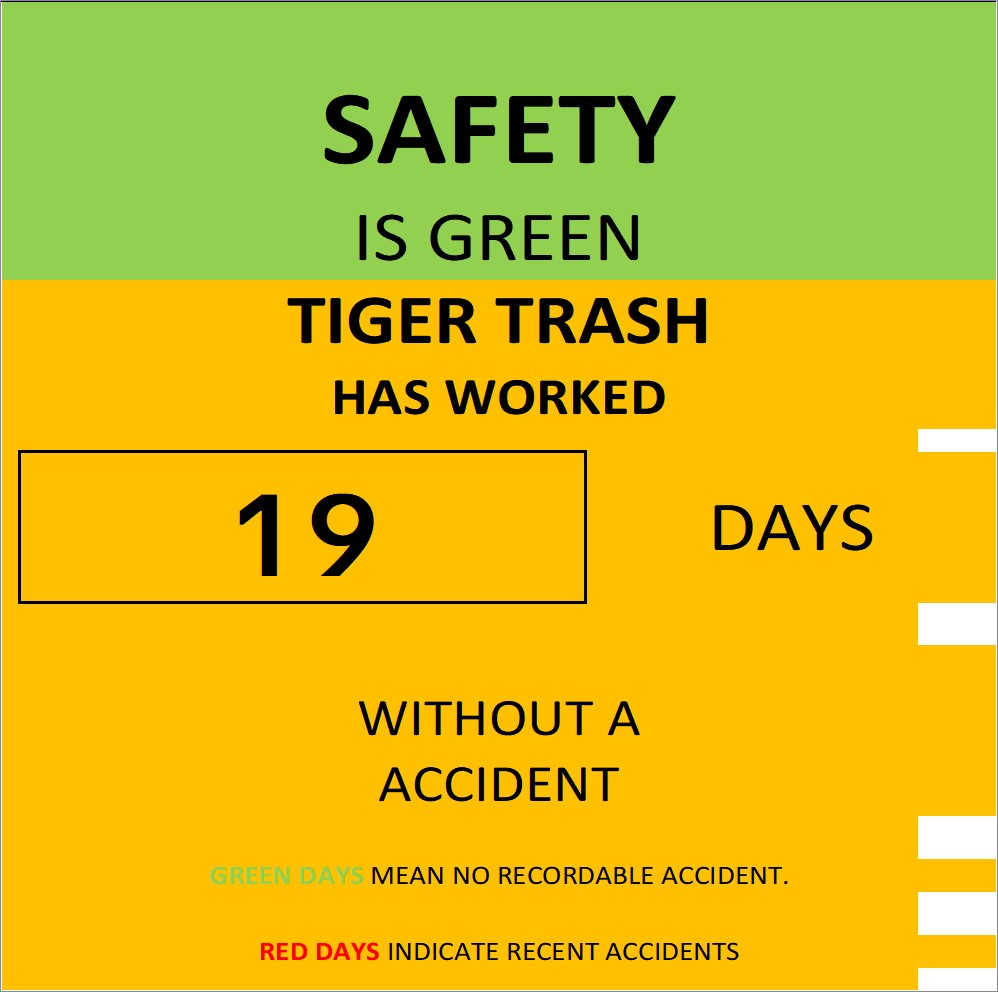 SAFETY
IS GREEN
TIGER TRASH
HAS WORKED
19 DAYS
WITHOUT A
ACCIDENT
GREEN DAYS MEAN NO RECORDABLE ACCIDENT.
RED DAYS INDICATE RECENT ACCIDENTS